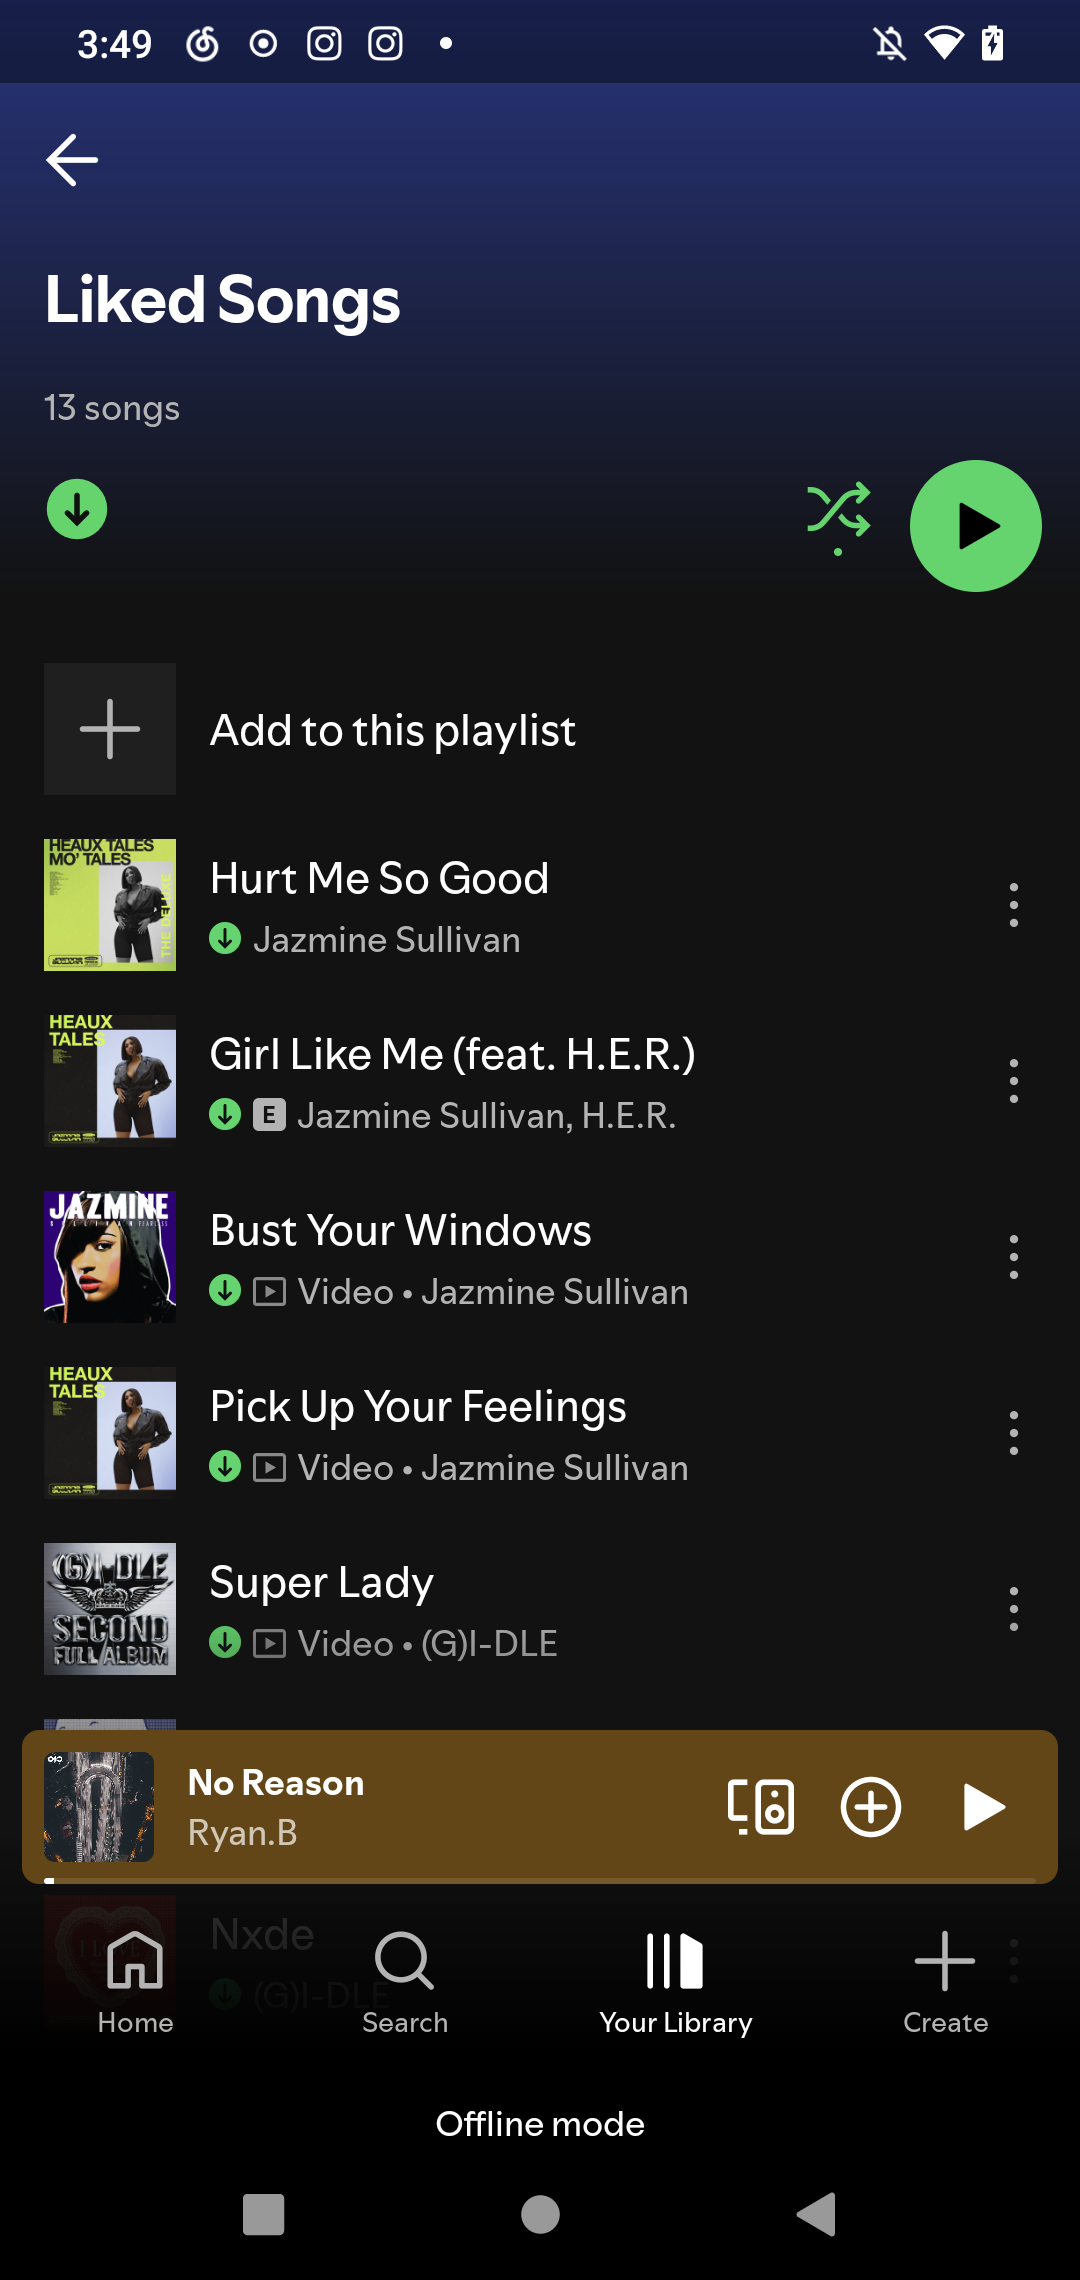 3:49
Liked Songs
13 songs
Add to this playlist
HEAUX TALES
MO' TALES
THE DELUXE
Hurt Me So Good
Jazmine Sullivan
HEAUX
TALES
Girl Like Me (feat. H.E.R.)
E Jazmine Sullivan, H.E.R.
JAZMINE
Bust Your Windows
Video • Jazmine Sullivan
HEAUX
TALES
Pick Up Your Feelings
Video • Jazmine Sullivan
(G)I-DLE
SECOND
FULL ALBUM
Super Lady
Video • (G)I-DLE
No Reason
Ryan.B
Nxde
(G)I-DLE
Home
Search
Your Library
Create
Offline mode